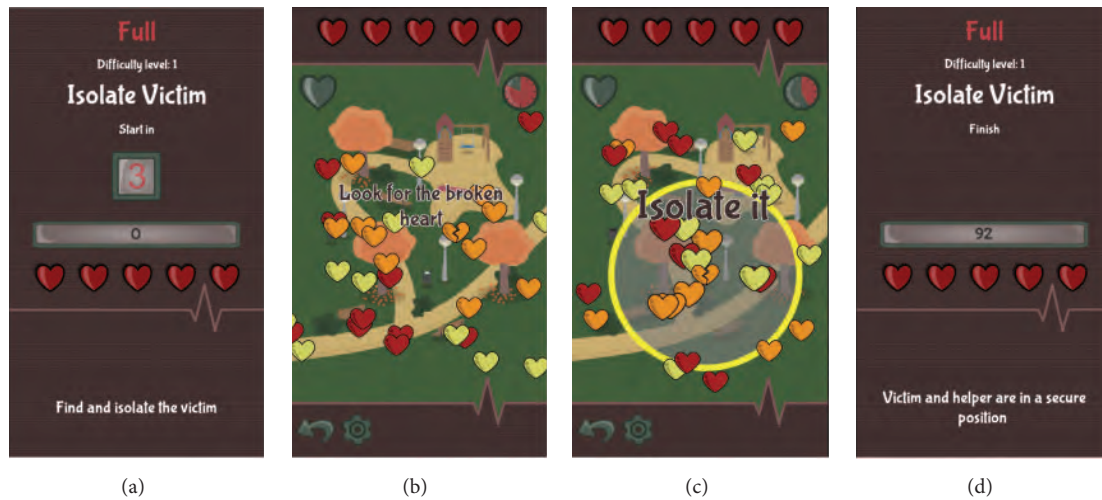 Full
Difficulty level: 1
Isolate Victim
Start in
3
0
Find and isolate the victim
(a)
Look for the broken
heart
(b)
Isolate it
(c)
Full
Difficulty level: 1
Isolate Victim
Finish
92
Victim and helper are in a secure
position
(d)